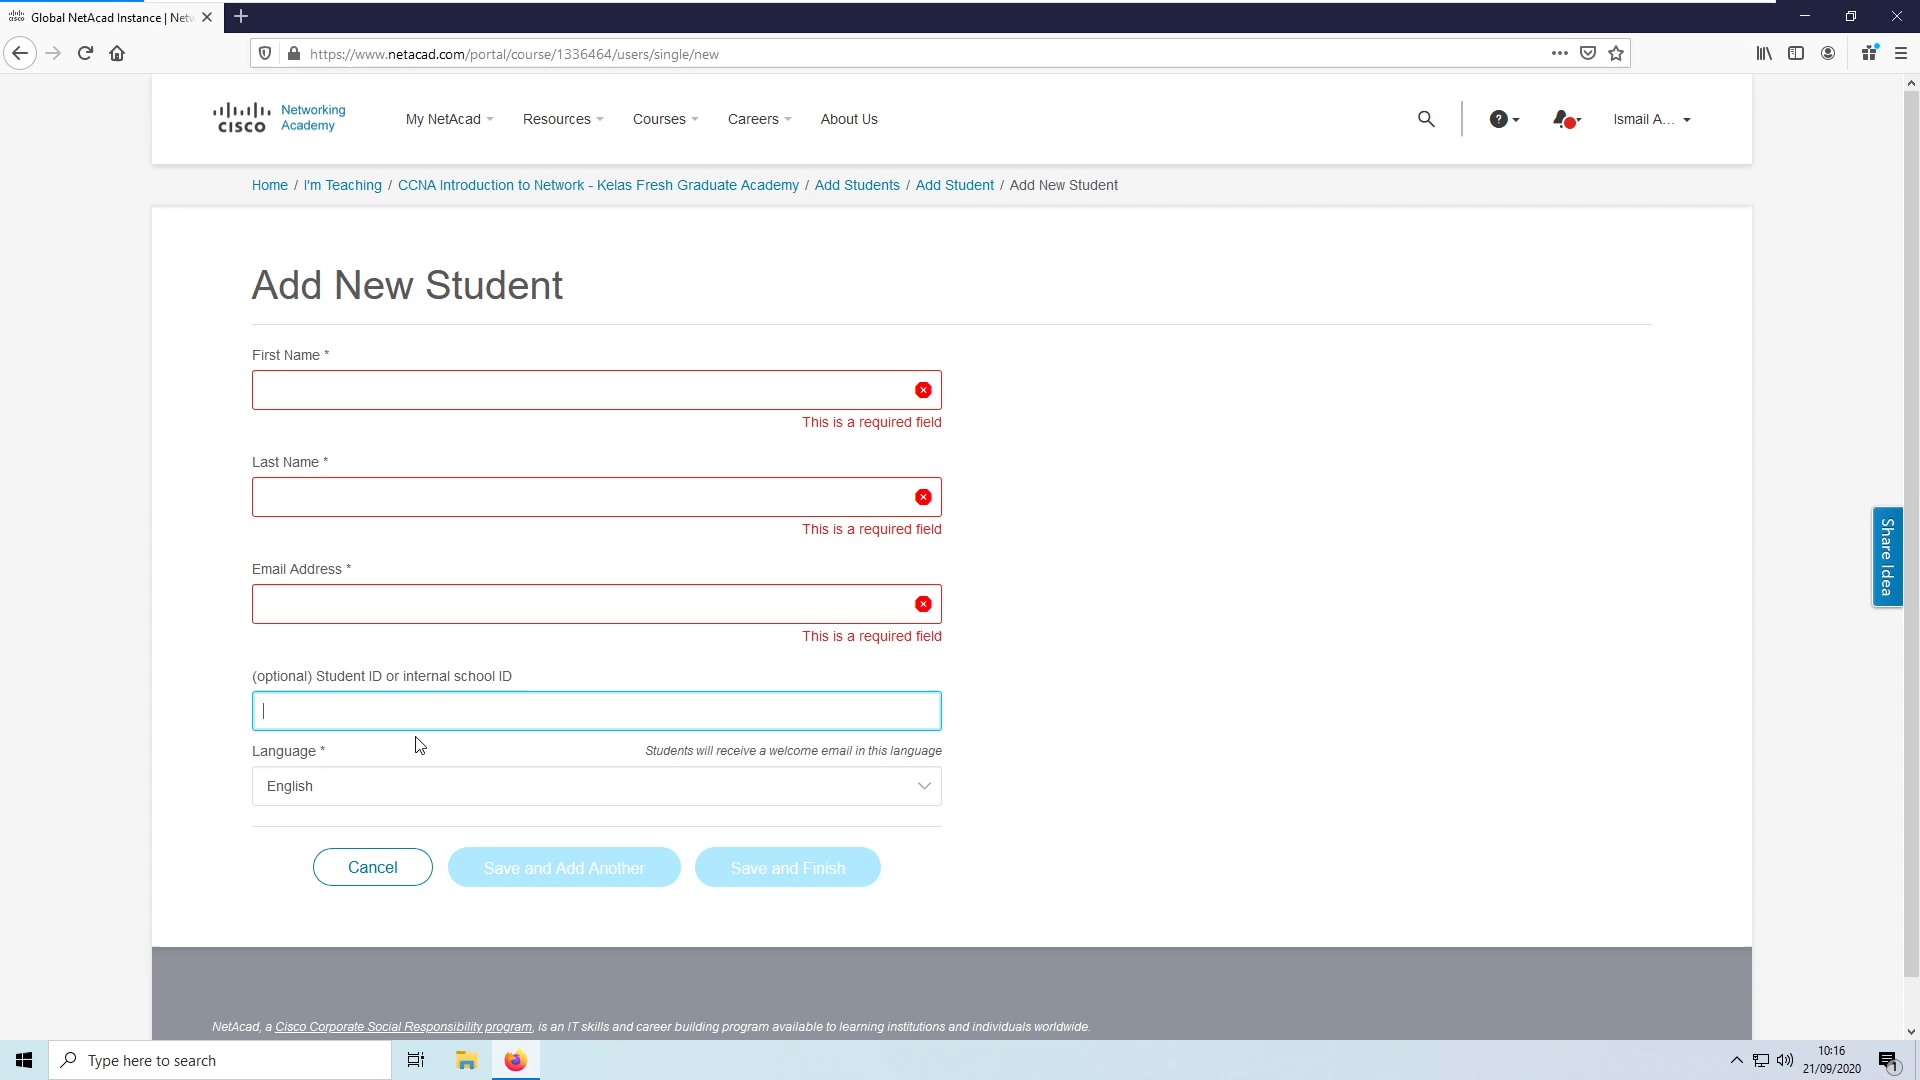 Global NetAcad Instance | Netw
https://www.netacad.com/portal/course/1336464/users/single/new
CISCO Networking Academy
My NetAcad
Resources
Courses
Careers
About Us
Ismail A...
Home / I'm Teaching / CCNA Introduction to Network - Kelas Fresh Graduate Academy / Add Students / Add Student / Add New Student
Add New Student
First Name *
This is a required field
Last Name *
This is a required field
Email Address *
This is a required field
(optional) Student ID or internal school ID
Language *
Students will receive a welcome email in this language
English
Cancel
Save and Add Another
Save and Finish
Share Idea
NetAcad, a Cisco Corporate Social Responsibility program, is an IT skills and career building program available to learning institutions and individuals worldwide.
Type here to search
10:16
21/09/2020
1